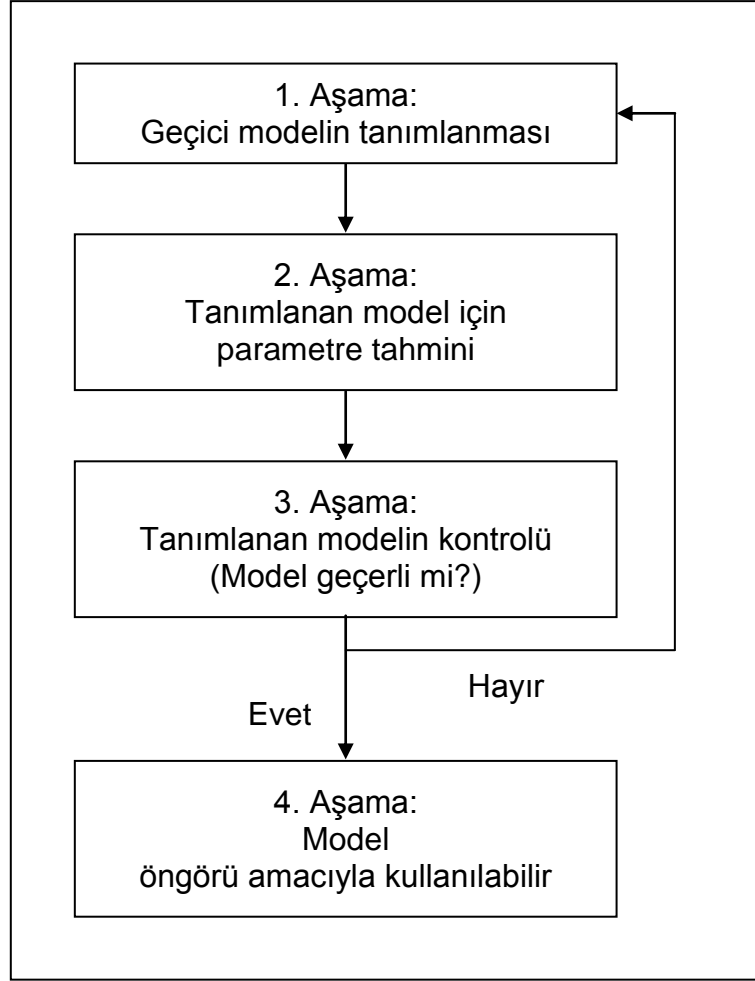 1. Aşama:
Geçici modelin tanımlanması
2. Aşama:
Tanımlanan model için
parametre tahmini
3. Aşama:
Tanımlanan modelin kontrolü
(Model geçerli mi?)
Hayır
Evet
4. Aşama:
Model
öngörü amacıyla kullanılabilir